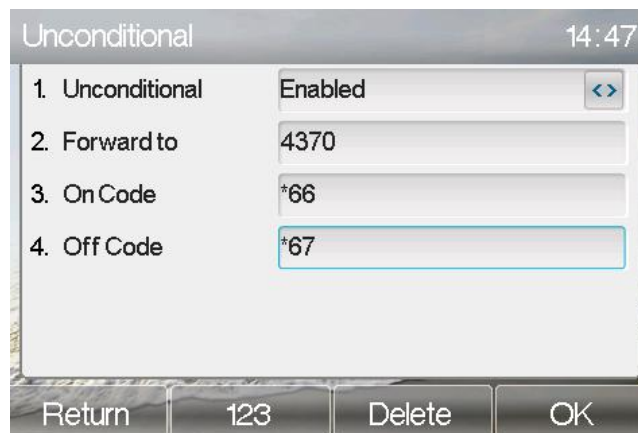 Unconditional 14:47
1. Unconditional Enabled
2. Forward to 4370
3. On Code *66
4. Off Code *67
Return 123 Delete OK